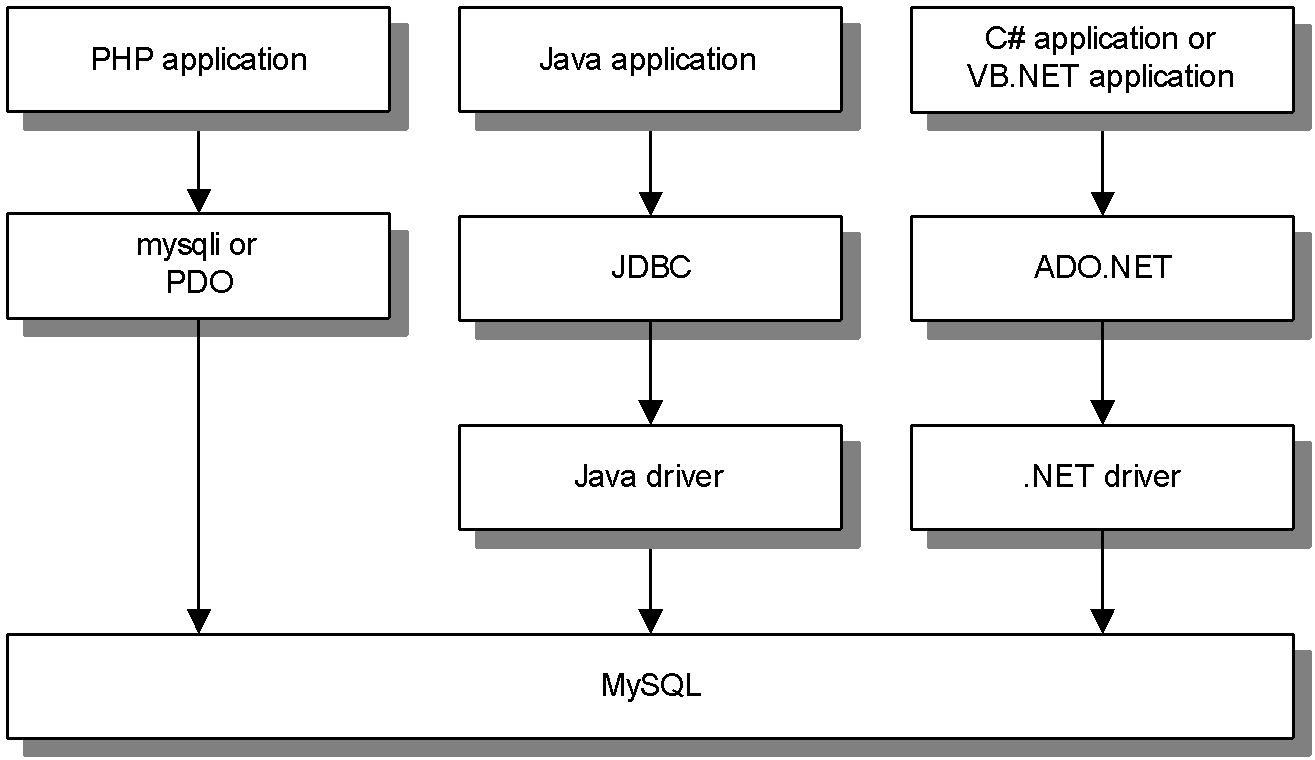 PHP application
Java application
C# application or
VB.NET application
mysqli or
PDO
JDBC
ADO.NET
Java driver
.NET driver
MySQL